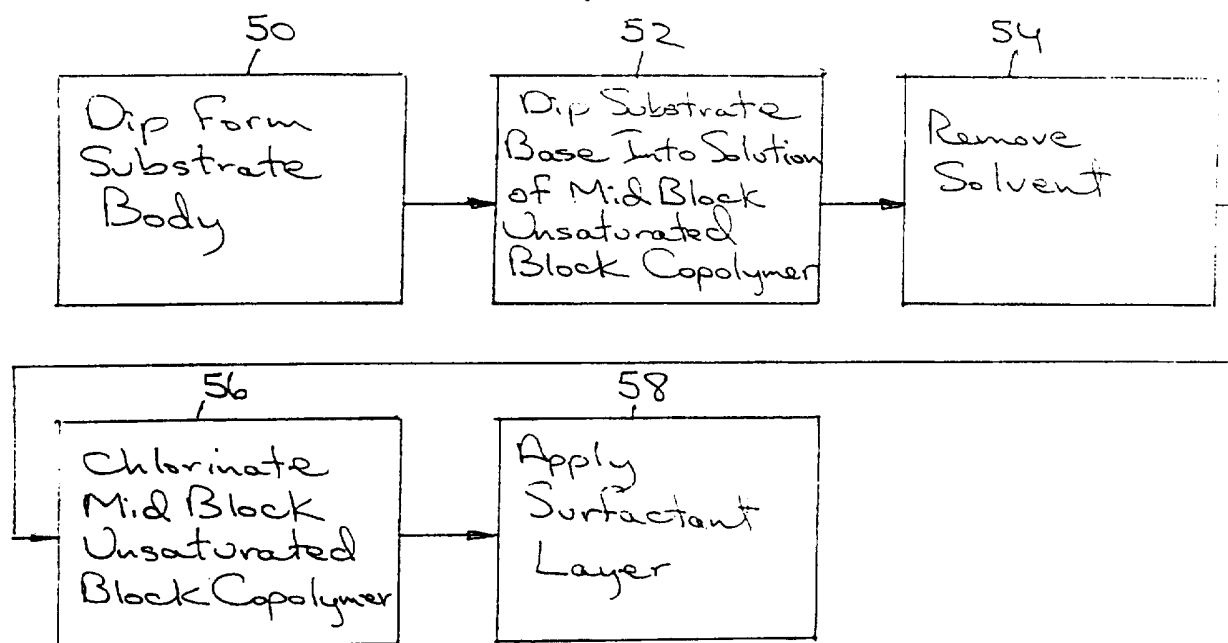 50
Dip Form
Substrate
Body
52
Dip Substrate
Base Into Solution
of Mid Block
Unsaturated
Block Copolymer
54
Remove
Solvent
56
Chlorinate
Mid Block
Unsaturated
Block Copolymer
58
Apply
Surfactant
Layer